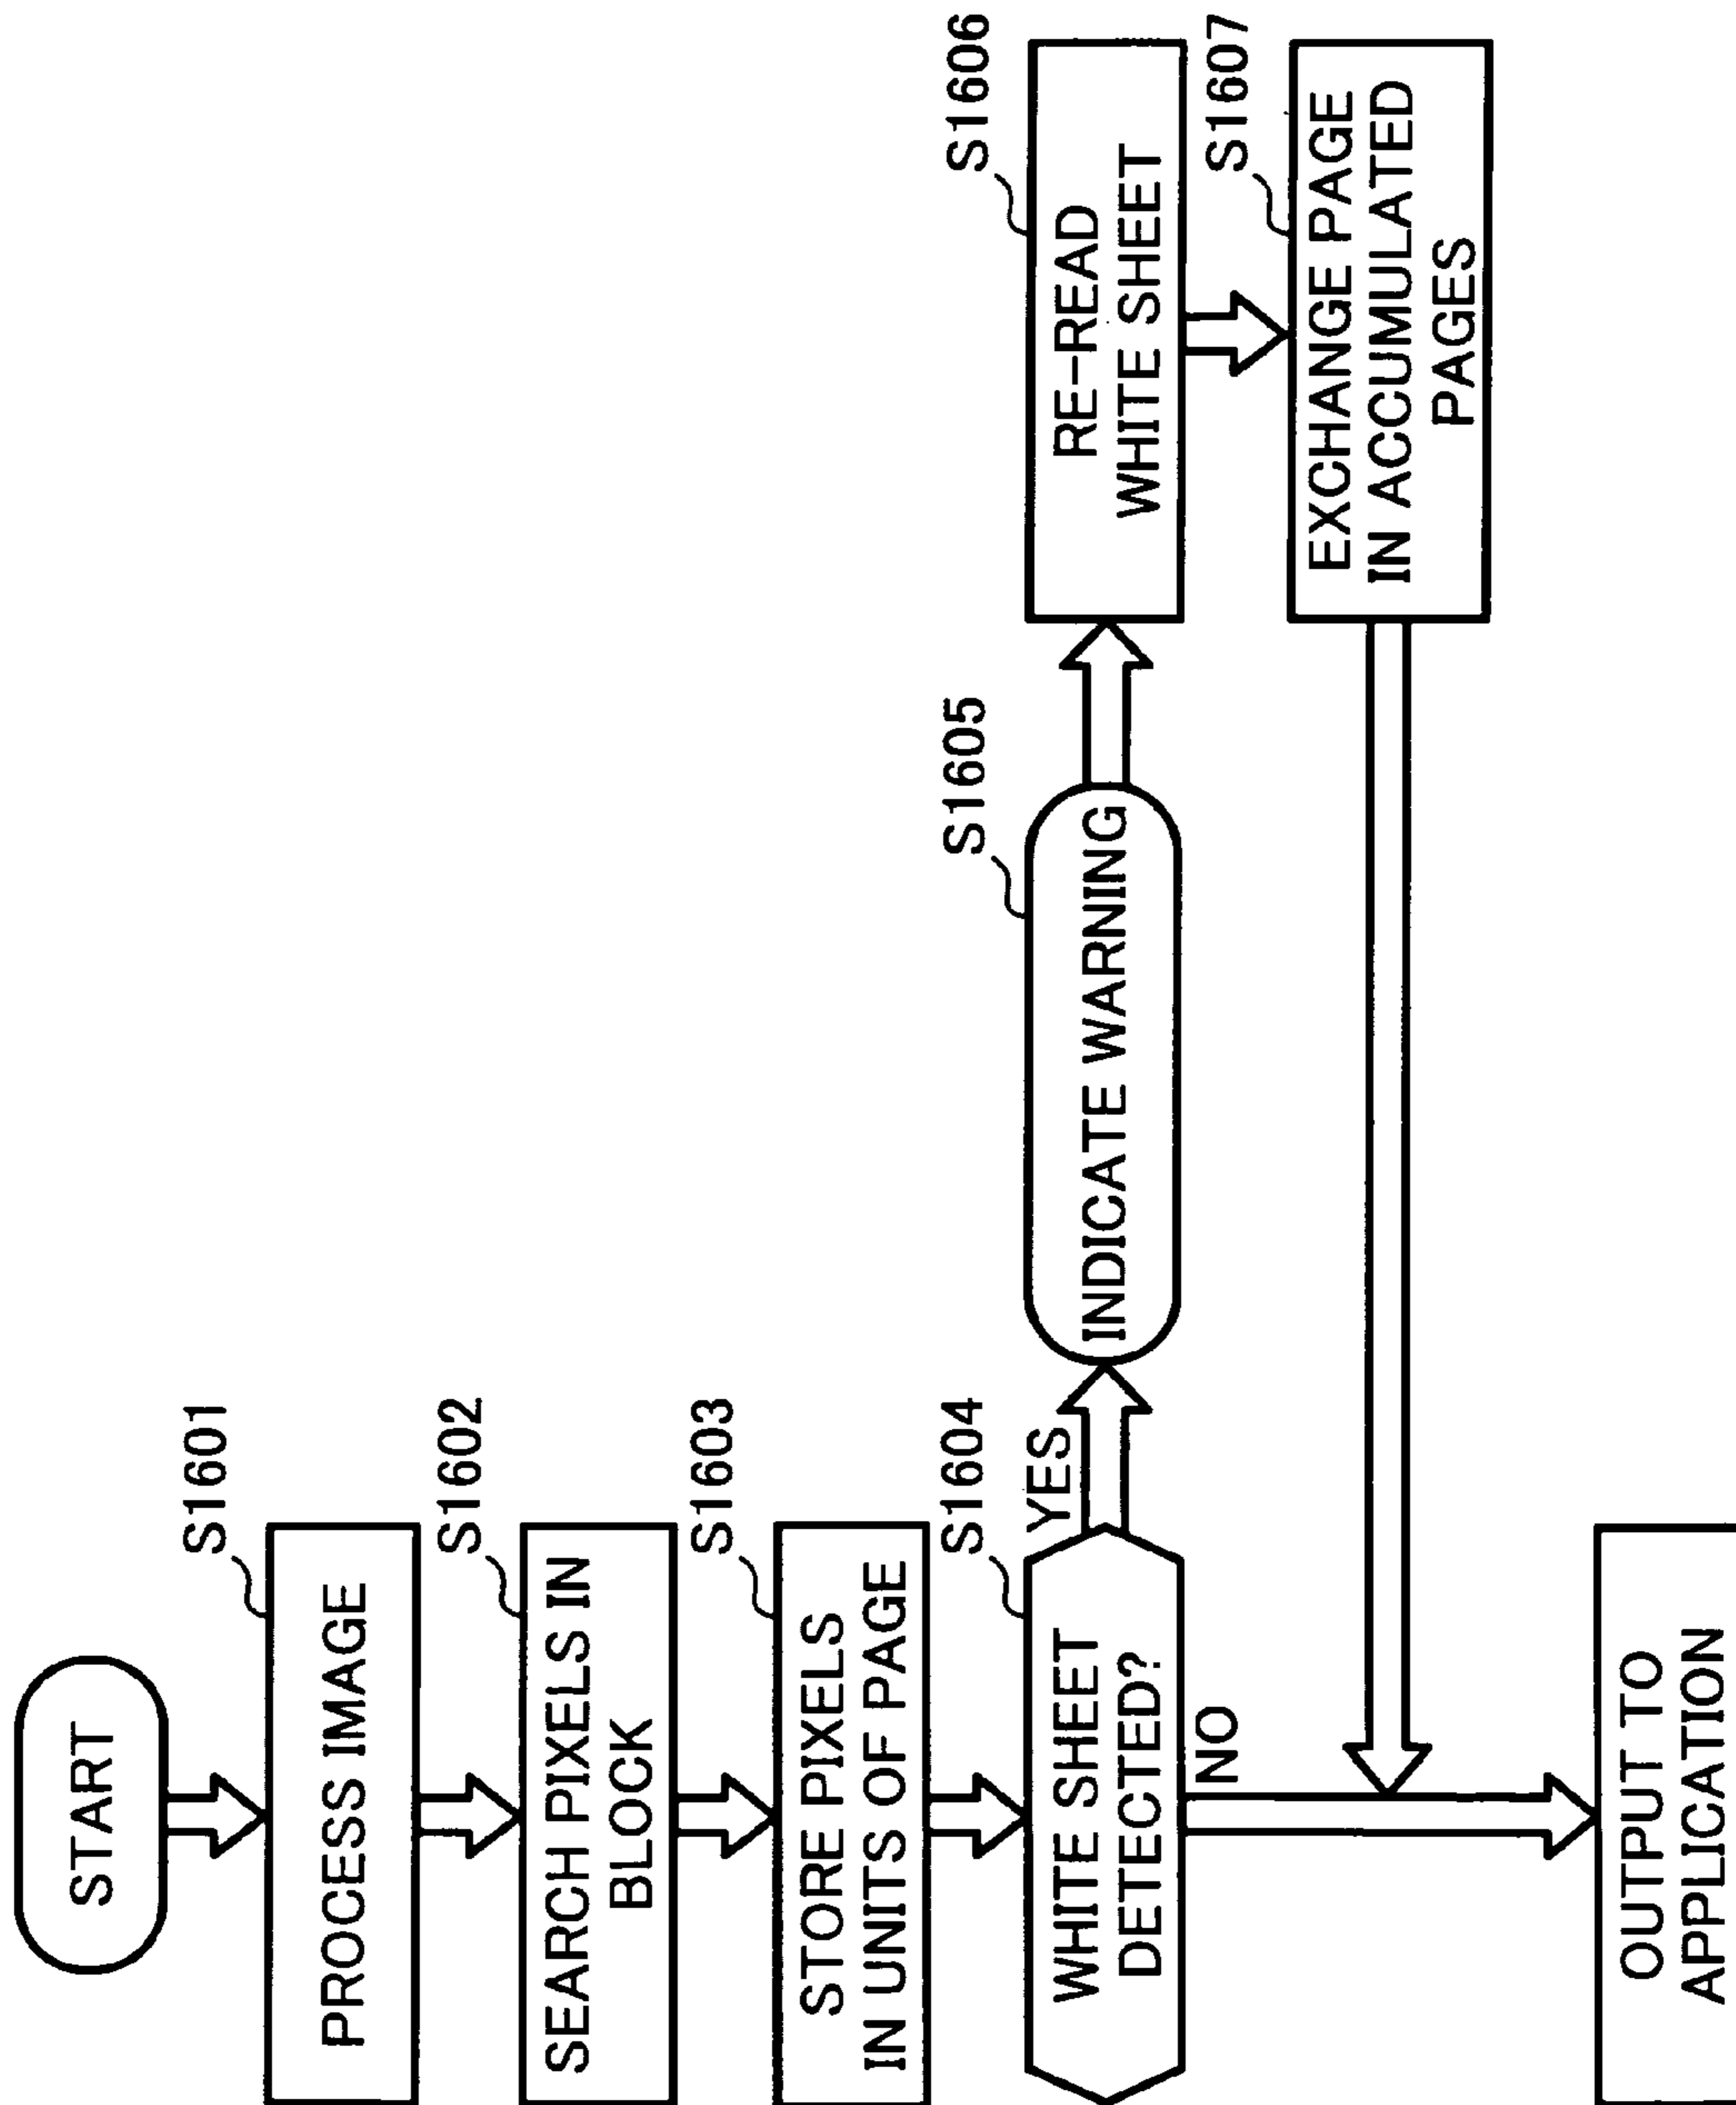 START
S1601
PROCESS IMAGE
S1602
SEARCH PIXELS IN
BLOCK
S1603
STORE PIXELS
IN UNITS OF PAGE
S1604
WHITE SHEET
DETECTED?
YES
NO
S1605
INDICATE WARNING
S1606
RE-READ
WHITE SHEET
S1607
EXCHANGE PAGE
IN ACCUMULATED
PAGES
OUTPUT TO
APPLICATION